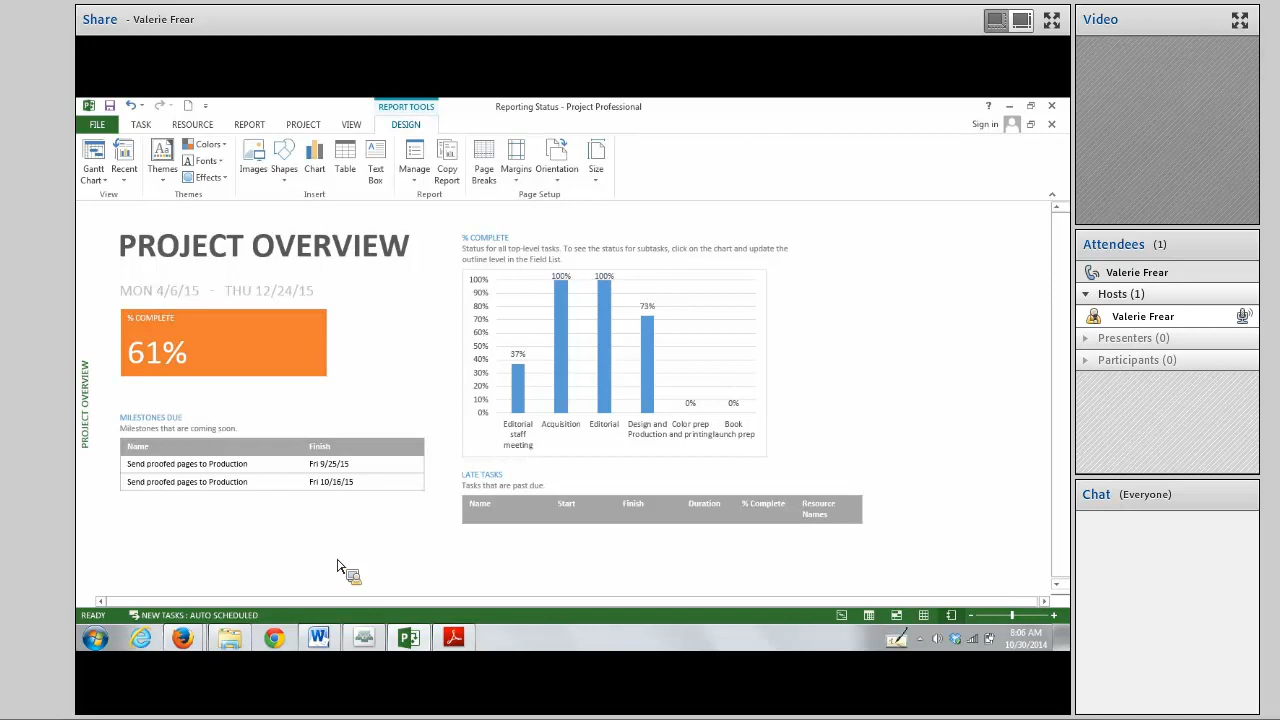 Share - Valerie Frear
Video
REPORT TOOLS
Reporting Status - Project Professional
?
FILE TASK RESOURCE REPORT PROJECT VIEW DESIGN
Sign in
Gantt Chart
Recent
View
Themes
Colors
Fonts
Effects
Themes
Images
Shapes
Chart
Table
Text Box
Insert
Manage
Copy Report
Report
Page Breaks
Margins
Orientation
Size
Page Setup
PROJECT OVERVIEW
PROJECT OVERVIEW
MON 4/6/15 - THU 12/24/15
% COMPLETE
61%
MILESTONES DUE
Milestones that are coming soon.
Name Finish
Send proofed pages to Production Fri 9/25/15
Send proofed pages to Production Fri 10/16/15
% COMPLETE
Status for all top-level tasks. To see the status for subtasks, click on the chart and update the
outline level in the Field List.
100%
90%
80%
70%
60%
50%
40%
30%
20%
10%
0%
37%
100%
100%
73%
0%
0%
Editorial staff meeting
Acquisition
Editorial
Design and Production
Color prep and printing
Book launch prep
LATE TASKS
Tasks that are past due.
Name Start Finish Duration % Complete Resource Names
READY NEW TASKS : AUTO SCHEDULED
8:06 AM
10/30/2014
Attendees (1)
Valerie Frear
Hosts (1)
Valerie Frear
Presenters (0)
Participants (0)
Chat (Everyone)